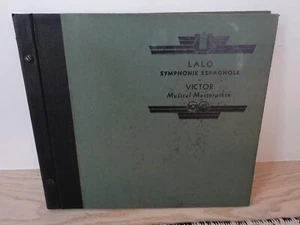 LALO
SYMPHONIE ESPAGNOLE
VICTOR
Musical Masterpiece